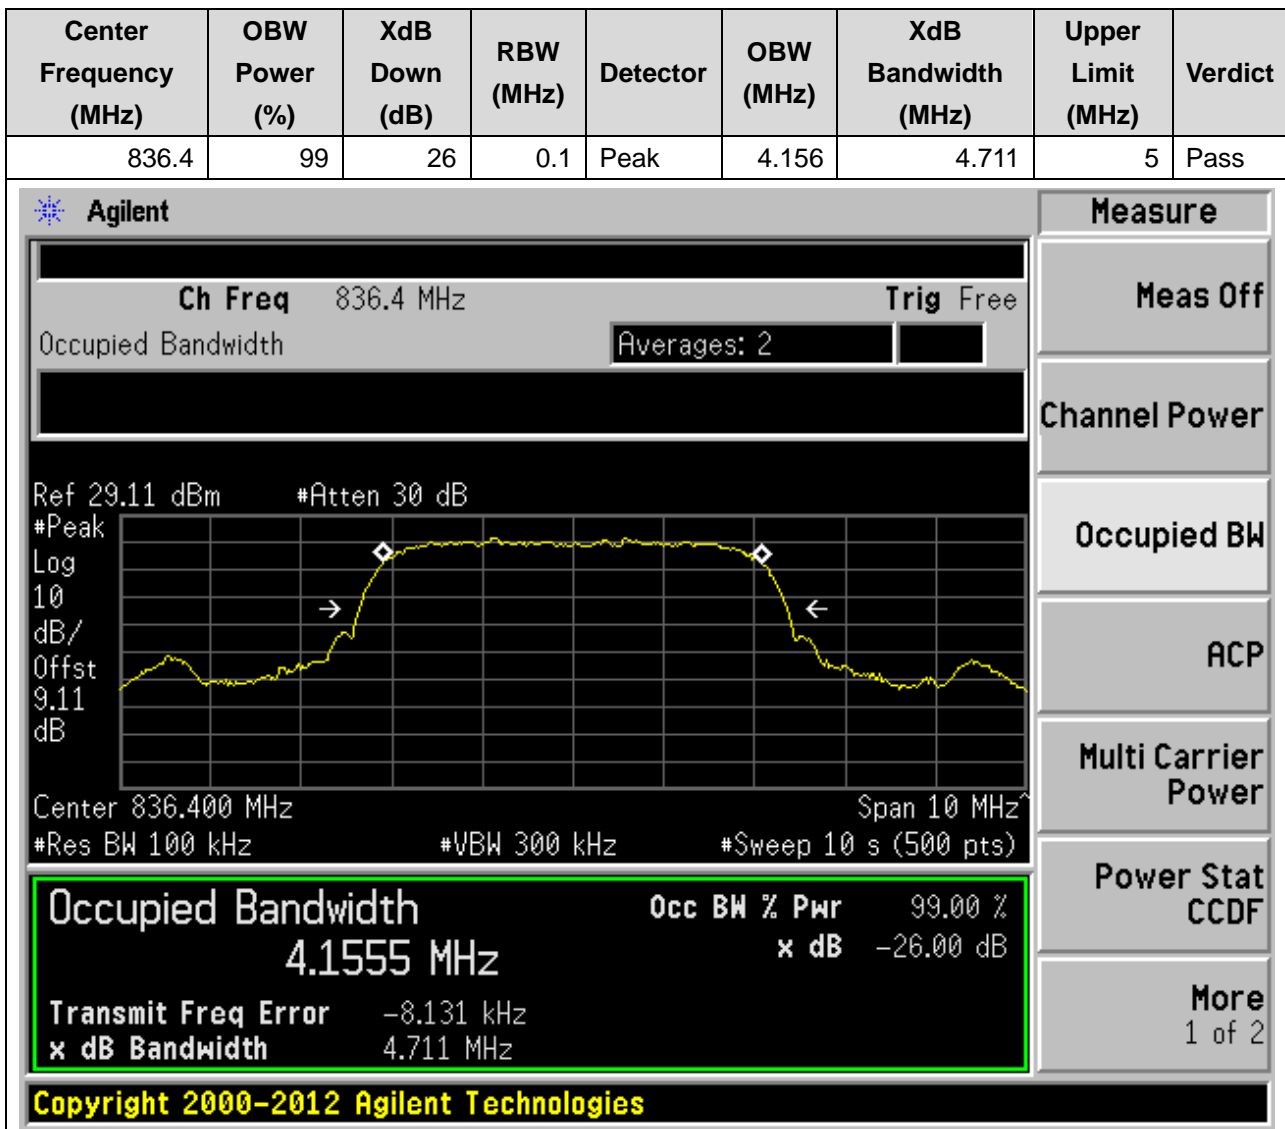 Center Frequency (MHz) OBW Power (%) XdB Down (dB) RBW (MHz) Detector OBW (MHz) XdB Bandwidth (MHz) Upper Limit (MHz) Verdict
836.4 99 26 0.1 Peak 4.156 4.711 5 Pass
Agilent
Measure
Ch Freq 836.4 MHz Trig Free
Meas Off
Occupied Bandwidth Averages: 2
Channel Power
Ref 29.11 dBm #Atten 30 dB
#Peak
Log
10
dB/
Offst
9.11
dB
Occupied BW
ACP
Multi Carrier
Power
Center 836.400 MHz Span 10 MHz^
#Res BW 100 kHz #VBW 300 kHz #Sweep 10 s (500 pts)
Power Stat
CCDF
Occupied Bandwidth Occ BW % Pwr 99.00 %
4.1555 MHz x dB -26.00 dB
Transmit Freq Error -8.131 kHz
x dB Bandwidth 4.711 MHz
More
1 of 2
Copyright 2000-2012 Agilent Technologies